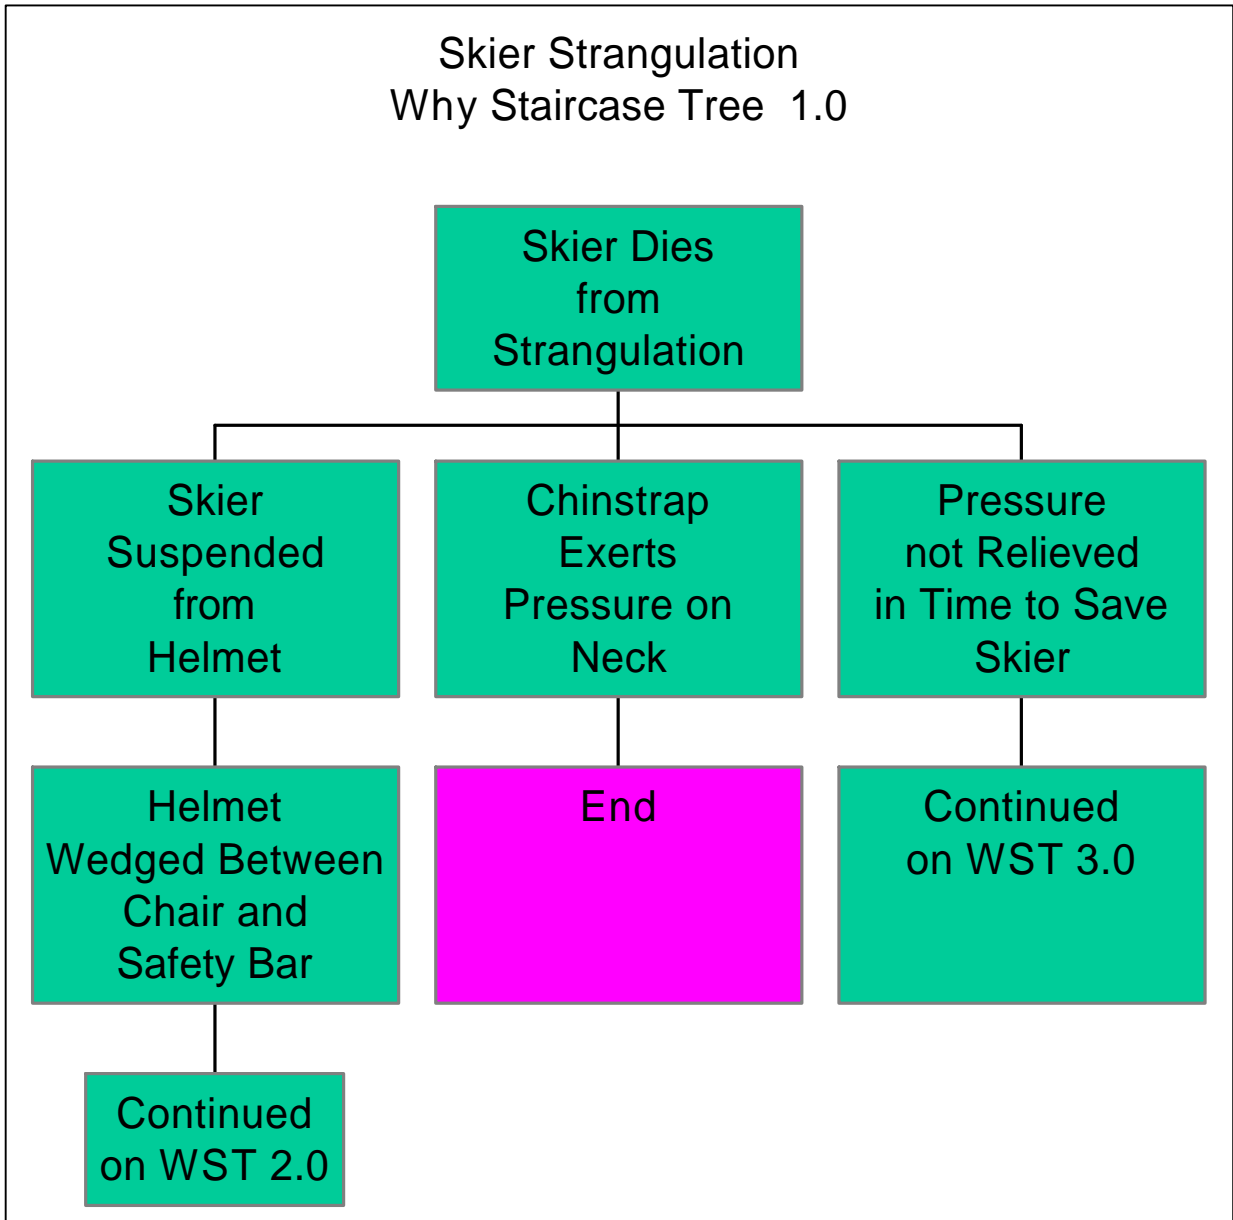 Skier Strangulation
Why Staircase Tree 1.0
Skier Dies
from
Strangulation
Skier
Suspended
from
Helmet
Chinstrap
Exerts
Pressure on
Neck
Pressure
not Relieved
in Time to Save
Skier
Helmet
Wedged Between
Chair and
Safety Bar
End
Continued
on WST 3.0
Continued
on WST 2.0